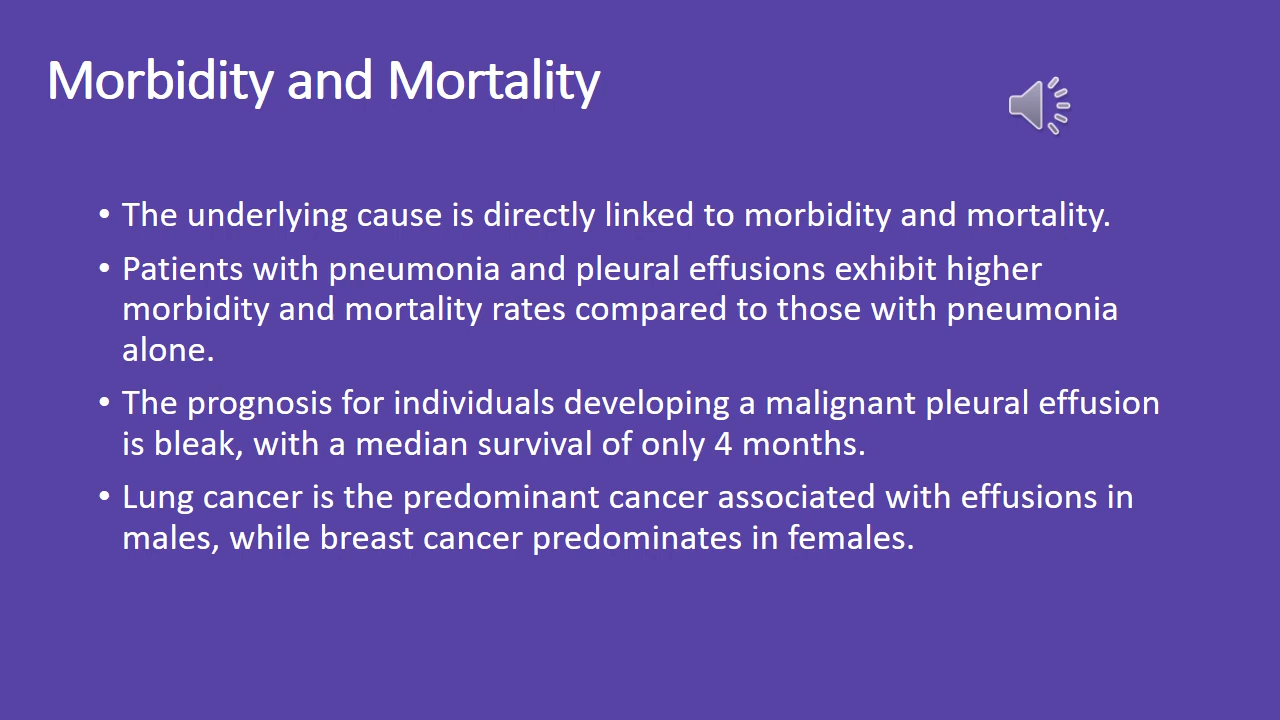 Morbidity and Mortality
• The underlying cause is directly linked to morbidity and mortality.
• Patients with pneumonia and pleural effusions exhibit higher
morbidity and mortality rates compared to those with pneumonia
alone.
• The prognosis for individuals developing a malignant pleural effusion
is bleak, with a median survival of only 4 months.
• Lung cancer is the predominant cancer associated with effusions in
males, while breast cancer predominates in females.